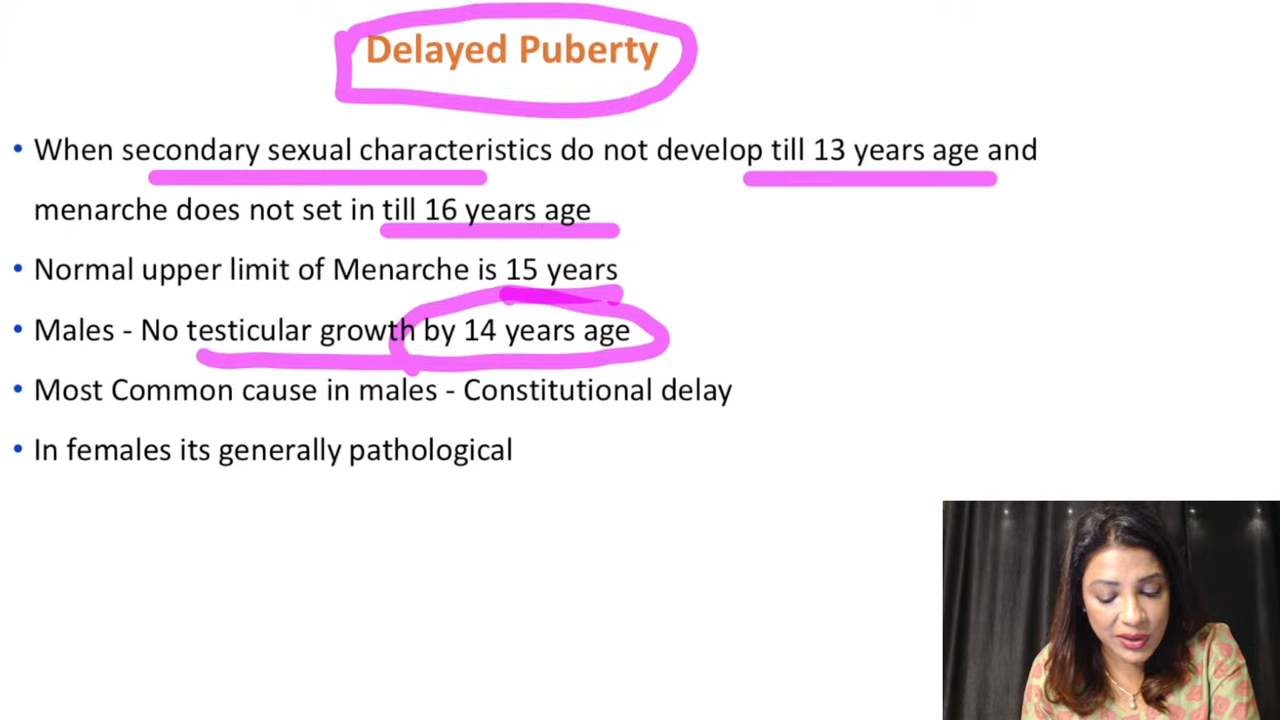 Delayed Puberty
• When secondary sexual characteristics do not develop till 13 years age and
menarche does not set in till 16 years age
• Normal upper limit of Menarche is 15 years
• Males - No testicular growth by 14 years age
• Most Common cause in males - Constitutional delay
• In females its generally pathological